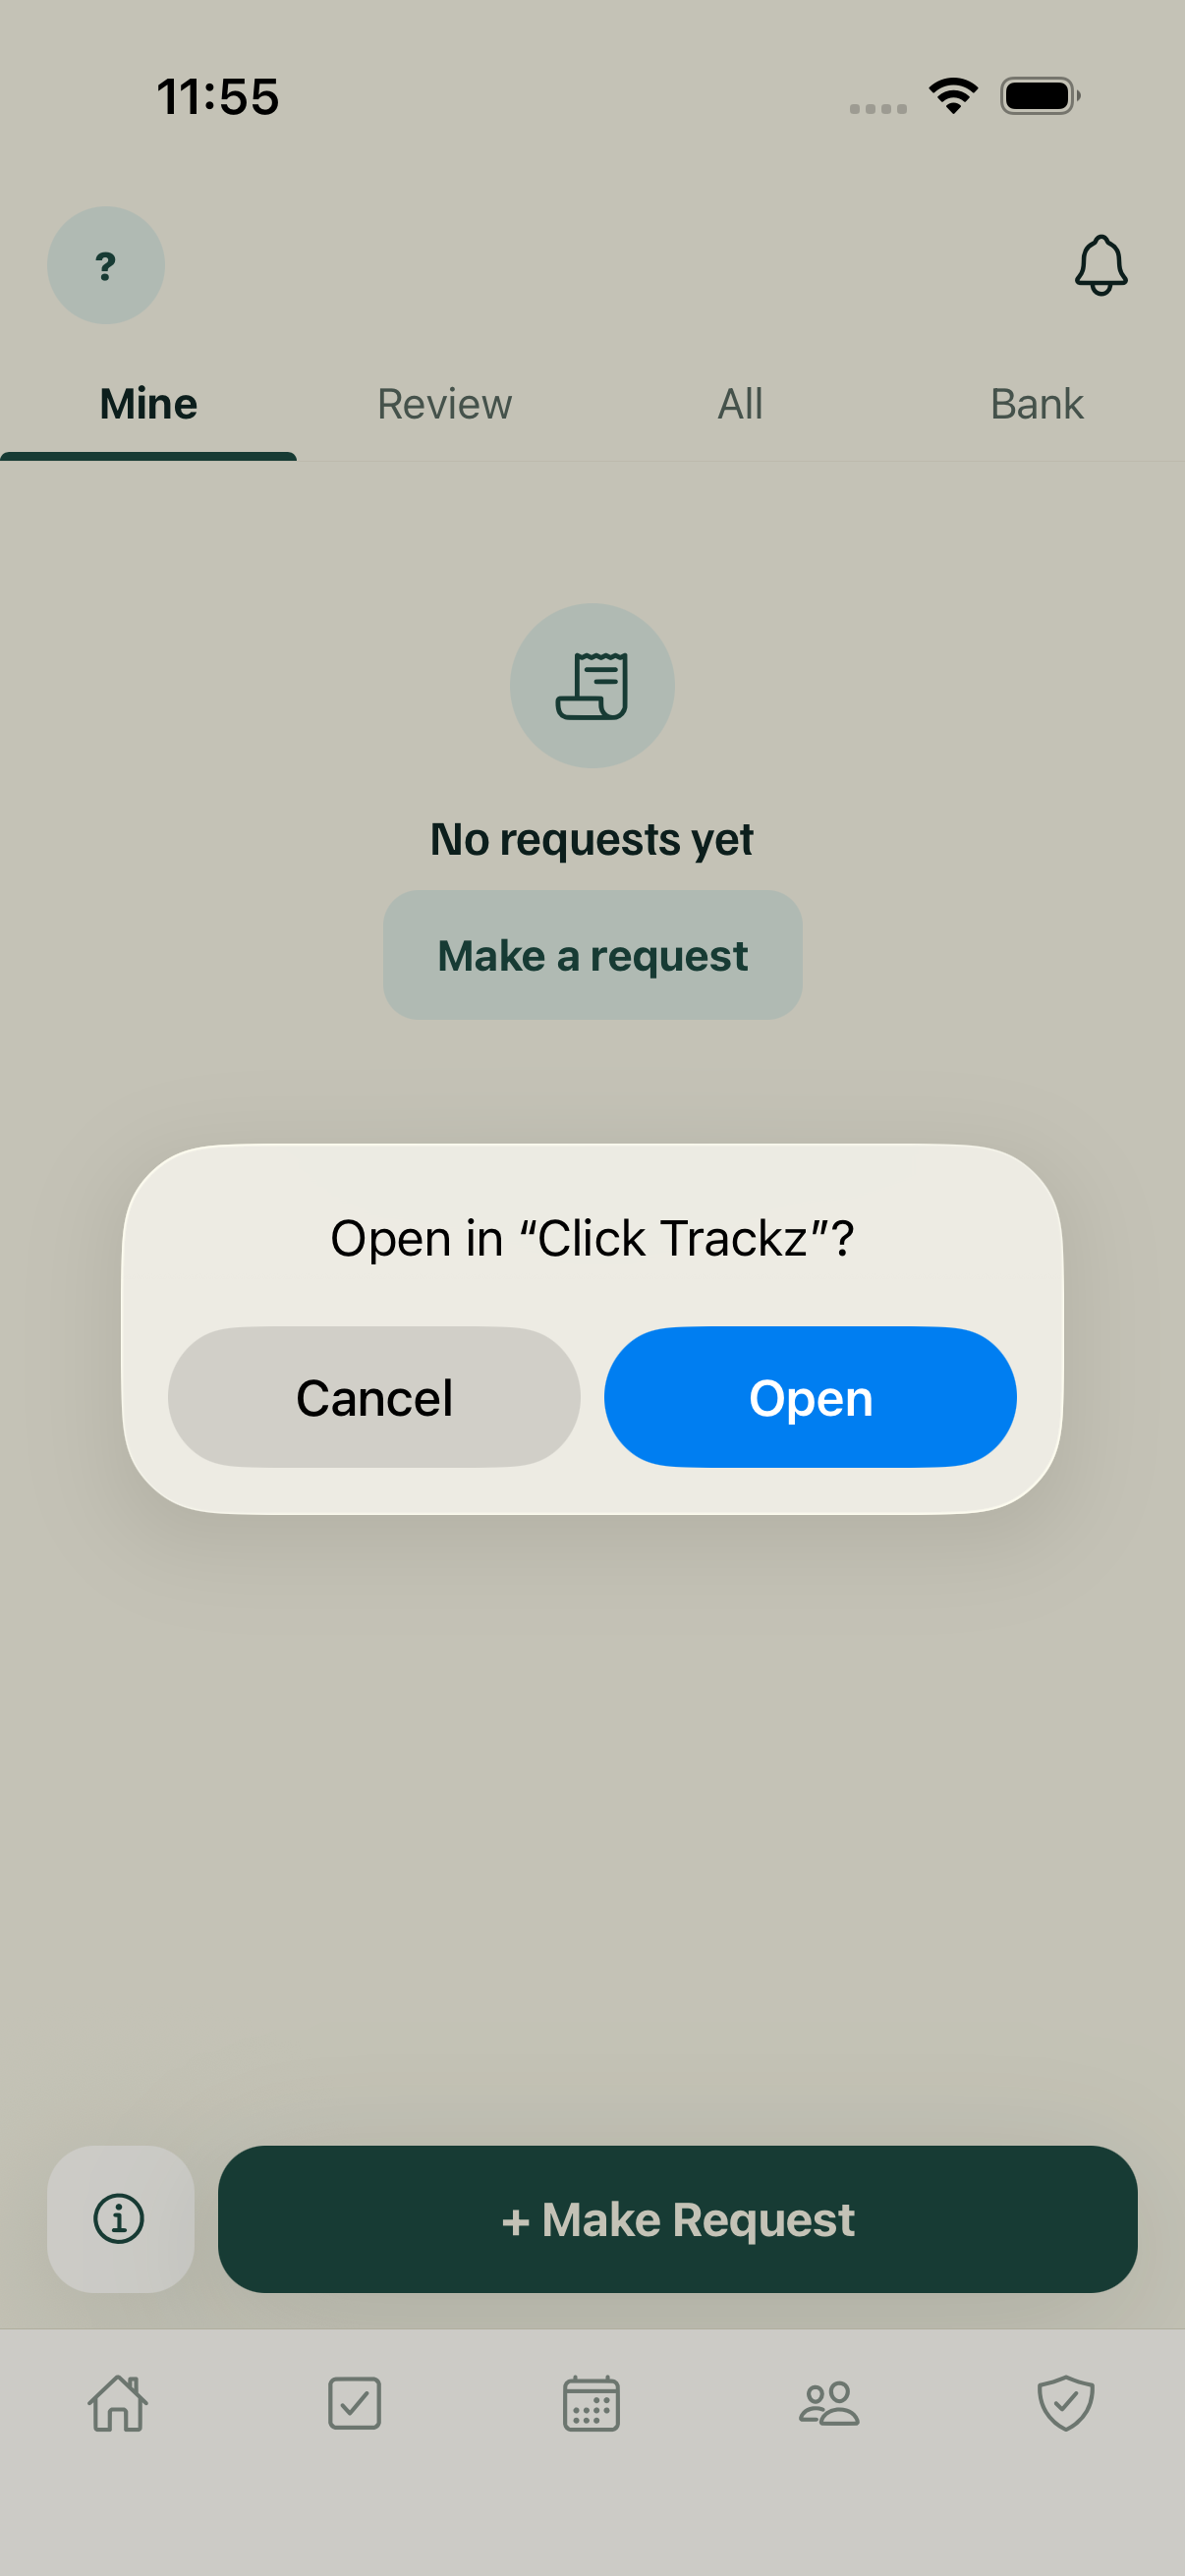 11:55
?
Mine Review All Bank
No requests yet
Make a request
Open in “Click Trackz”?
Cancel Open
+ Make Request